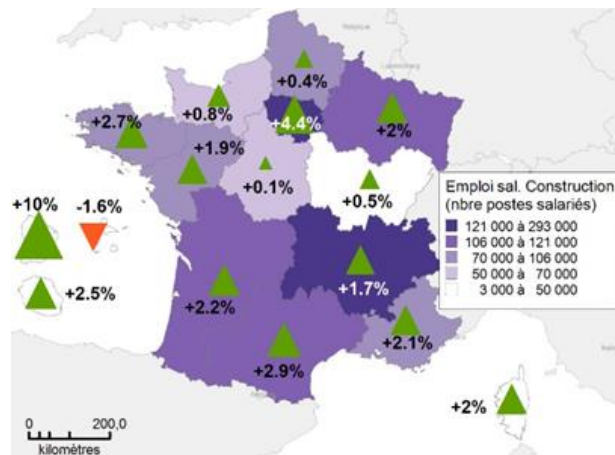 Belgique
Luxembourg
+0.4%
+0.8%
+4.4%
+2%
+2.7%
+1.9%
+0.1%
+0.5%
+10%
-1.6%
+2.5%
Emploi sal. Construction
(nbre postes salariés)
121 000 à 293 000
106 000 à 121 000
70 000 à 106 000
50 000 à 70 000
3 000 à 50 000
+1.7%
+2.2%
+2.1%
+2.9%
+2%
0 200,0
kilomètres